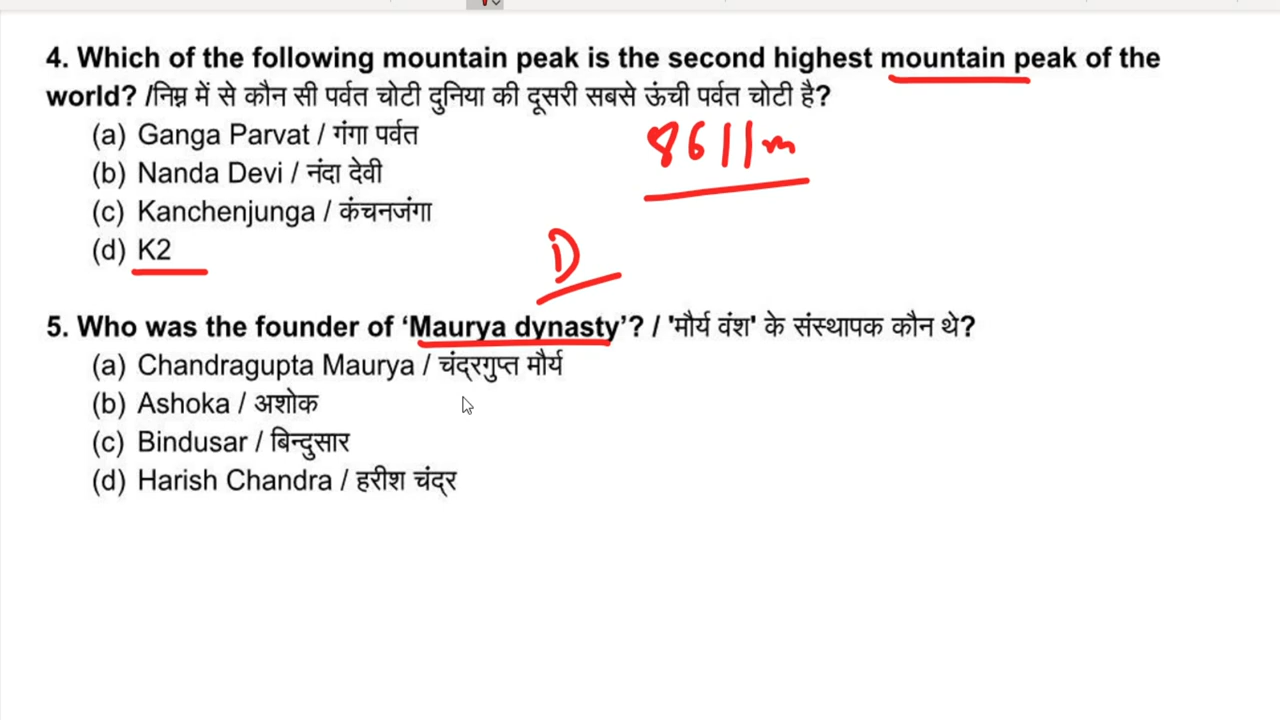 4. Which of the following mountain peak is the second highest mountain peak of the
world? /निम्न में से कौन सी पर्वत चोटी दुनिया की दूसरी सबसे ऊंची पर्वत चोटी है?
(a) Ganga Parvat / गंगा पर्वत
8611m
(b) Nanda Devi / नंदा देवी
(c) Kanchenjunga / कंचनजंगा
(d) K2
D
5. Who was the founder of ‘Maurya dynasty’? / 'मौर्य वंश' के संस्थापक कौन थे?
(a) Chandragupta Maurya / चंद्रगुप्त मौर्य
(b) Ashoka / अशोक
(c) Bindusar / बिन्दुसार
(d) Harish Chandra / हरीश चंद्र